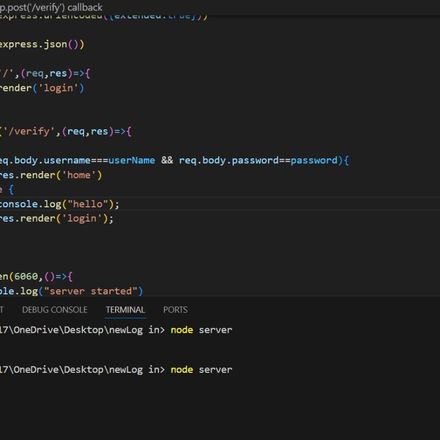 p.post('/verify') callback
express.urlencoded({extended:true}))
express.json())
'/',(req,res)=>{
render('login')
('/verify',(req,res)=>{
eq.body.username===userName && req.body.password==password){
res.render('home')
e {
console.log("hello");
res.render('login');
en(6060,()=>{
ole.log("server started")
T DEBUG CONSOLE TERMINAL PORTS
17\OneDrive\Desktop\newLog in> node server
17\OneDrive\Desktop\newLog in> node server